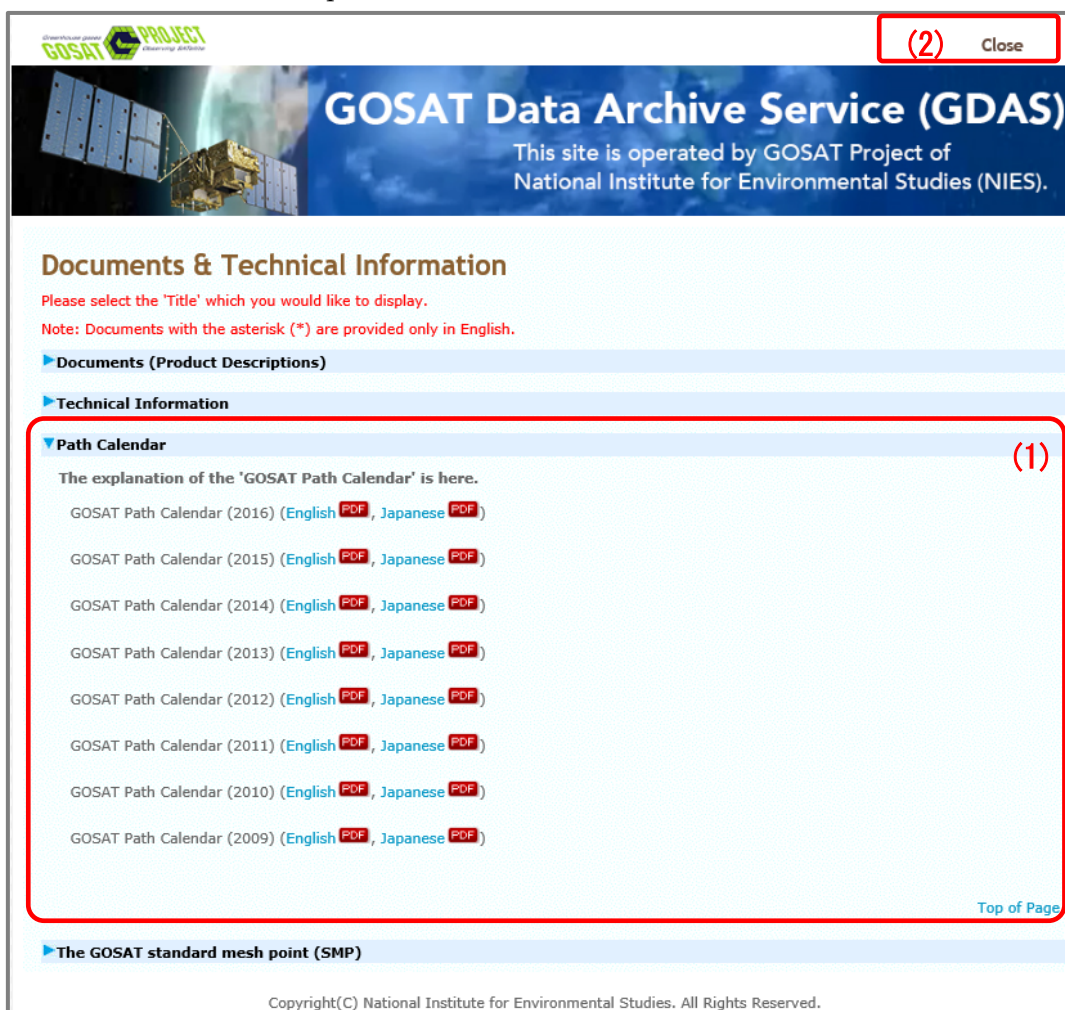 Greenhouse gases
GOSAT PROJECT
Observing SATellite
(2) Close
GOSAT Data Archive Service (GDAS)
This site is operated by GOSAT Project of
National Institute for Environmental Studies (NIES).
Documents & Technical Information
Please select the 'Title' which you would like to display.
Note: Documents with the asterisk (*) are provided only in English.
Documents (Product Descriptions)
Technical Information
Path Calendar
(1)
The explanation of the 'GOSAT Path Calendar' is here.
GOSAT Path Calendar (2016) (English PDF, Japanese PDF)
GOSAT Path Calendar (2015) (English PDF, Japanese PDF)
GOSAT Path Calendar (2014) (English PDF, Japanese PDF)
GOSAT Path Calendar (2013) (English PDF, Japanese PDF)
GOSAT Path Calendar (2012) (English PDF, Japanese PDF)
GOSAT Path Calendar (2011) (English PDF, Japanese PDF)
GOSAT Path Calendar (2010) (English PDF, Japanese PDF)
GOSAT Path Calendar (2009) (English PDF, Japanese PDF)
Top of Page
The GOSAT standard mesh point (SMP)
Copyright(C) National Institute for Environmental Studies. All Rights Reserved.